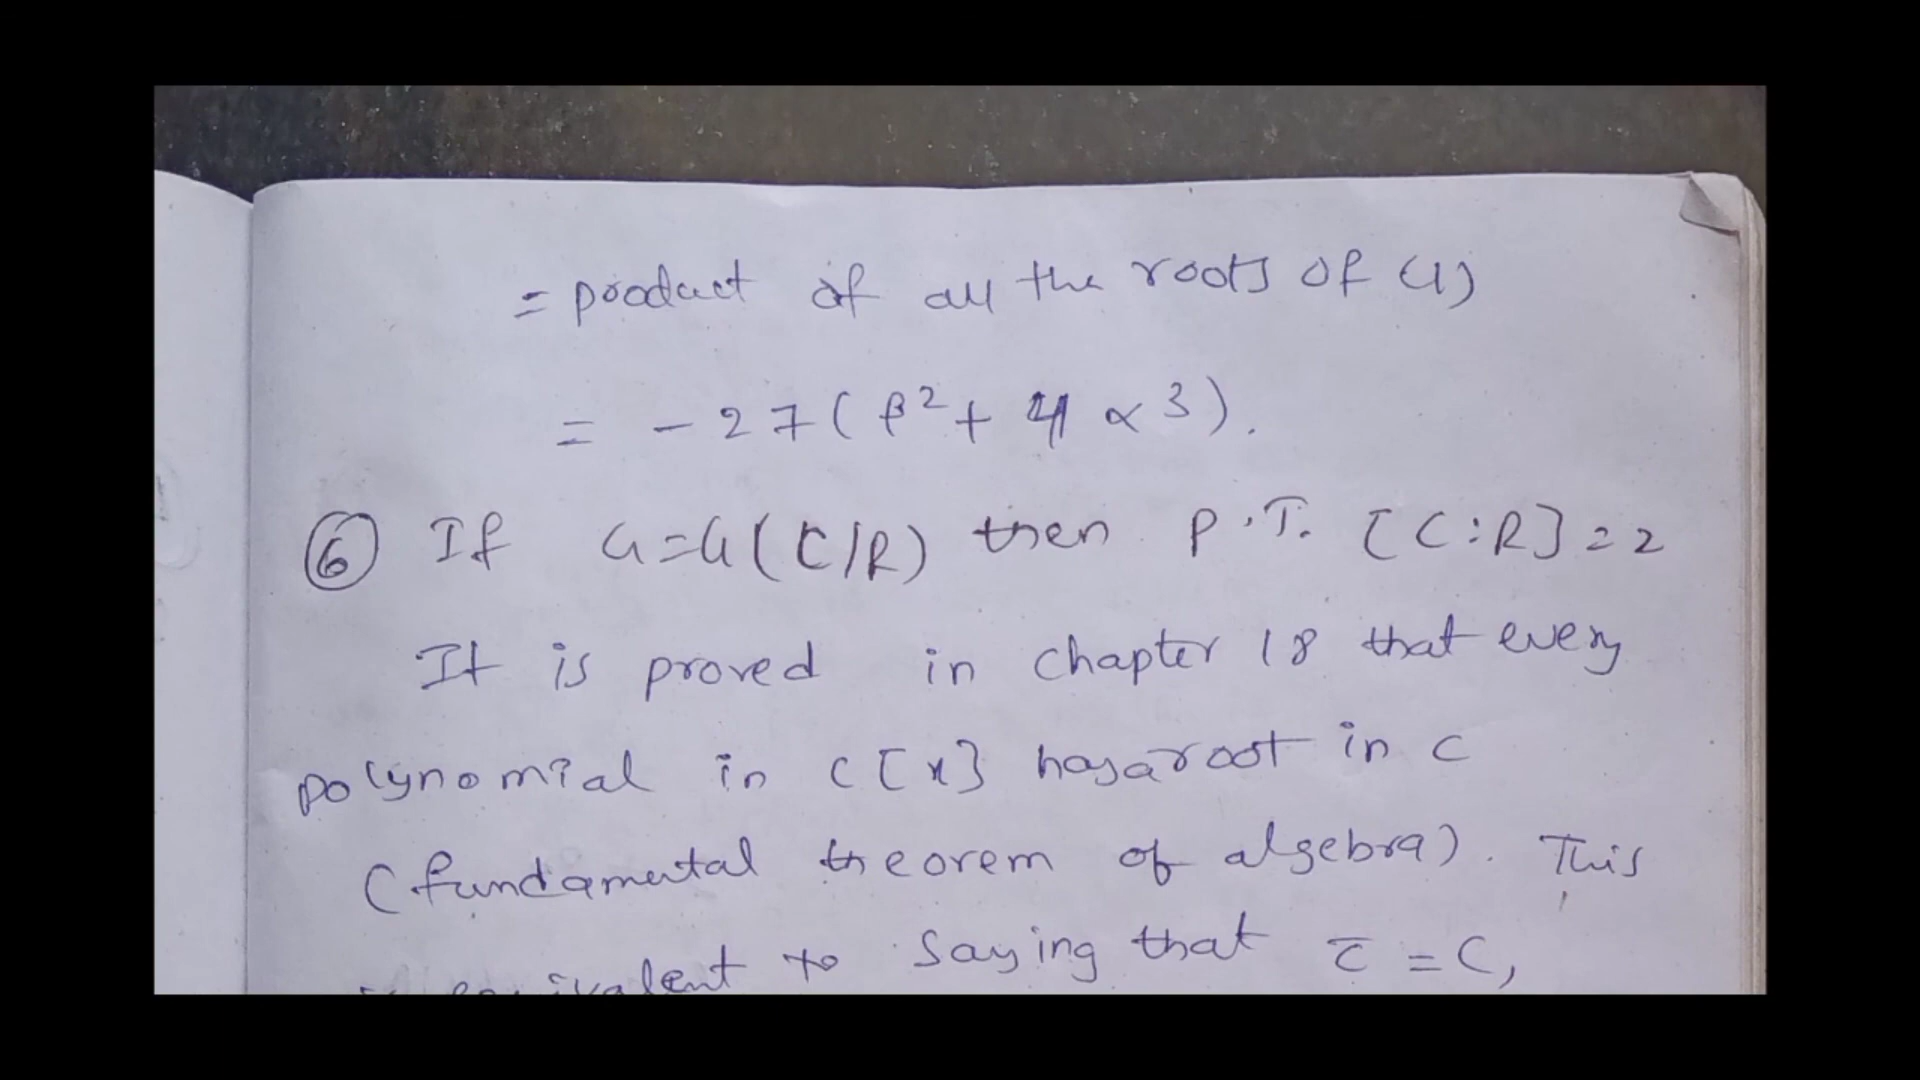 = product of all the roots of (1)
= -27(β²+ 4 α³).
⑥ If G=G(C/R) then P.T. [C:R]=2
It is proved in chapter 18 that every
polynomial in C[x] has a root in C
(fundamental theorem of algebra). This
is equivalent to saying that C̄ = C,